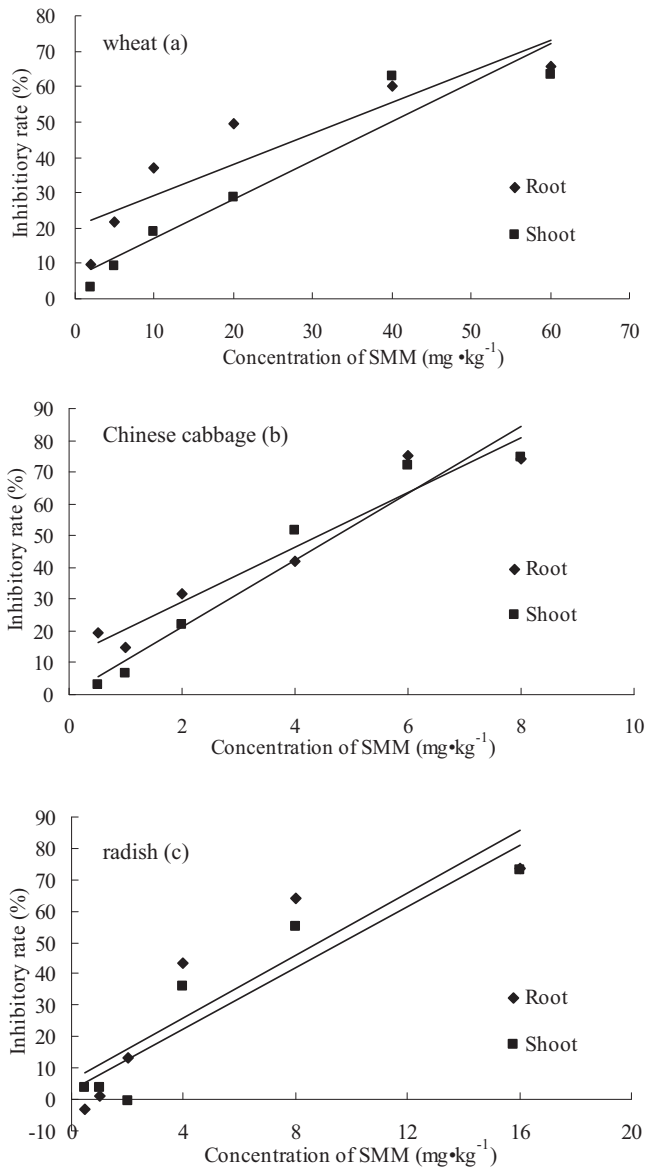 80
70
wheat (a)
60
50
40
30
20
10
0
Inhibitiory rate (%)
Root
Shoot
0 10 20 30 40 50 60 70
Concentration of SMM (mg •kg-1)
90
80
Chinese cabbage (b)
70
60
50
40
30
20
10
0
Inhibitory rate (%)
Root
Shoot
0 2 4 6 8 10
Concentration of SMM (mg•kg-1)
90
80
radish (c)
70
60
50
40
30
20
10
0
-10
Inhibitory rate (%)
Root
Shoot
0 4 8 12 16 20
Concentration of SMM (mg•kg-1)